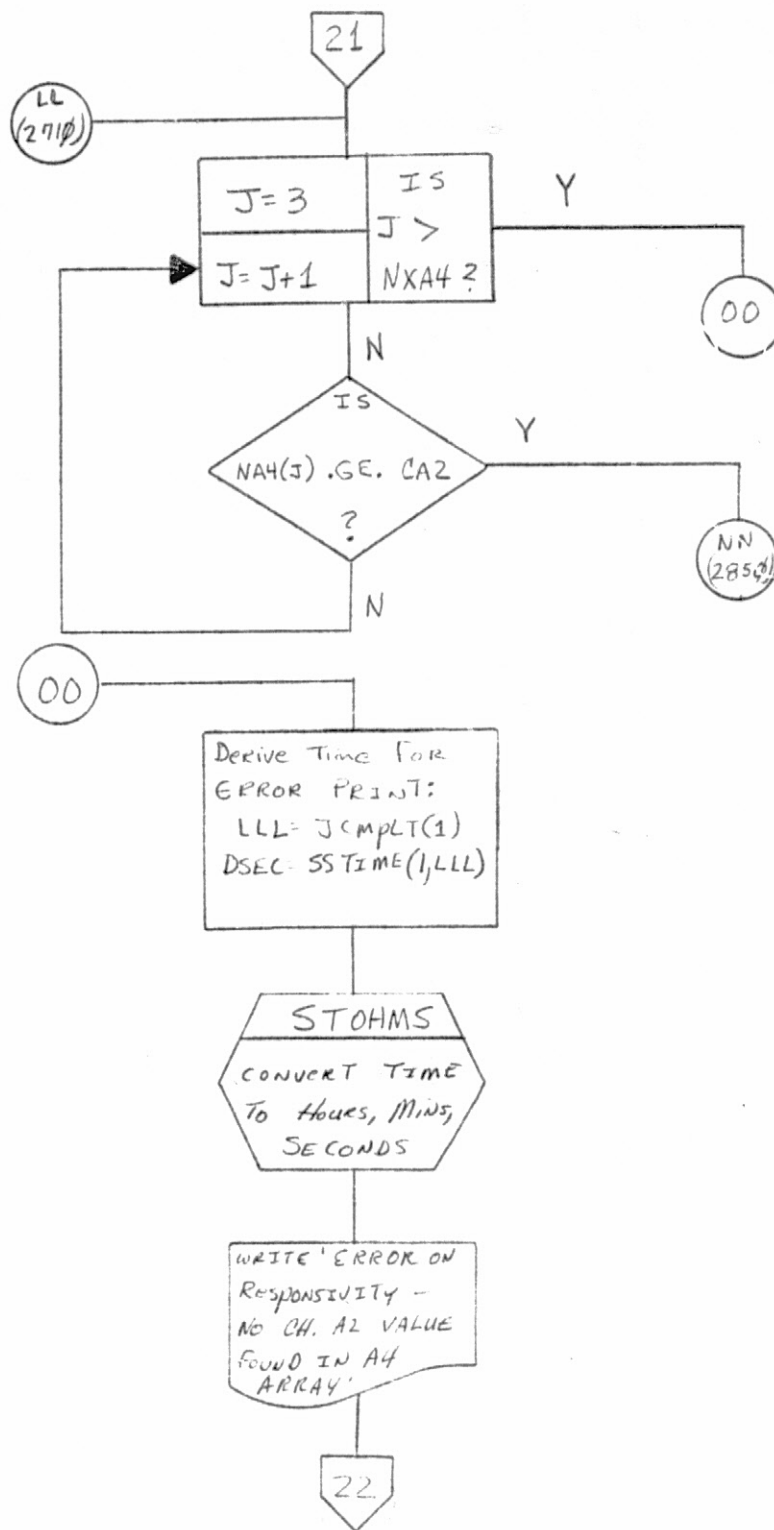 21
LL
(271Ø)
J=3
J=J+1
IS
J >
NXA4 ?
Y
OO
N
IS
NA4(J) .GE. CA2
?
Y
NN
(285Ø)
N
OO
DERIVE TIME FOR
ERROR PRINT:
LLL= JCMPLT(1)
DSEC= SSTIME(1,LLL)
STOHMS
CONVERT TIME
TO HOURS, MINS,
SECONDS
WRITE 'ERROR ON
RESPONSIVITY -
NO CH. A2 VALUE
FOUND IN A4
ARRAY'
22